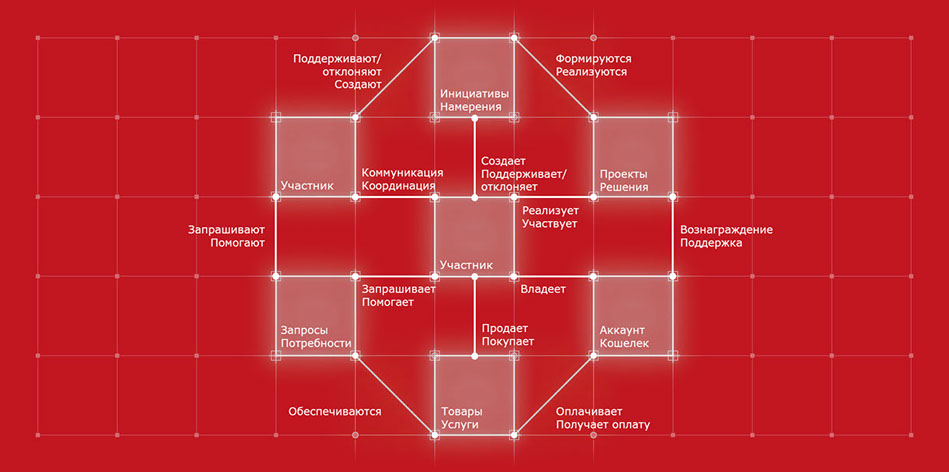 Поддерживают/
отклоняют
Создают
Формируются
Реализуются
Инициативы
Намерения
Участник
Коммуникация
Координация
Создает
Поддерживает/
отклоняет
Проекты
Решения
Реализует
Участвует
Запрашивают
Помогают
Вознаграждение
Поддержка
Участник
Запрашивает
Помогает
Владеет
Запросы
Потребности
Продает
Покупает
Аккаунт
Кошелек
Обеспечиваются
Товары
Услуги
Оплачивает
Получает оплату